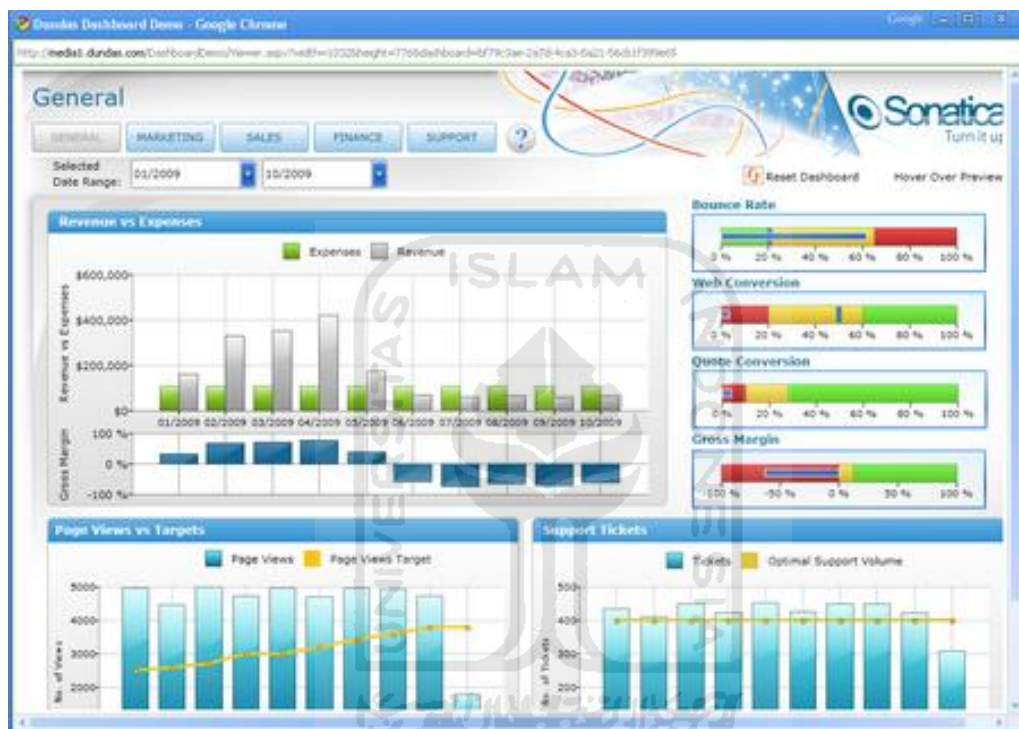 Dundas Dashboard Demo - Google Chrome
Google
General
Sonatica
Turn it up
GENERAL MARKETING SALES FINANCE SUPPORT ?
Selected
Date Range: 01/2009 10/2009
Reset Dashboard Hover Over Preview
Revenue vs Expenses
Expenses Revenue
Revenue vs Expenses
$600,000
$400,000
$200,000
$0
01/2009 02/2009 03/2009 04/2009 05/2009 06/2009 07/2009 08/2009 09/2009 10/2009
Gross Margin
100 %
0 %
-100 %
Bounce Rate
0 % 20 % 40 % 60 % 80 % 100 %
Web Conversion
0 % 20 % 40 % 60 % 80 % 100 %
Quote Conversion
0 % 20 % 40 % 60 % 80 % 100 %
Gross Margin
-100 % -50 % 0 % 50 % 100 %
Page Views vs Targets
Page Views Page Views Target
No. of Views
5000
4000
3000
2000
Support Tickets
Tickets Optimal Support Volume
No. of Tickets
500
400
300
200
UNIVERSITAS ISLAM INDONESIA